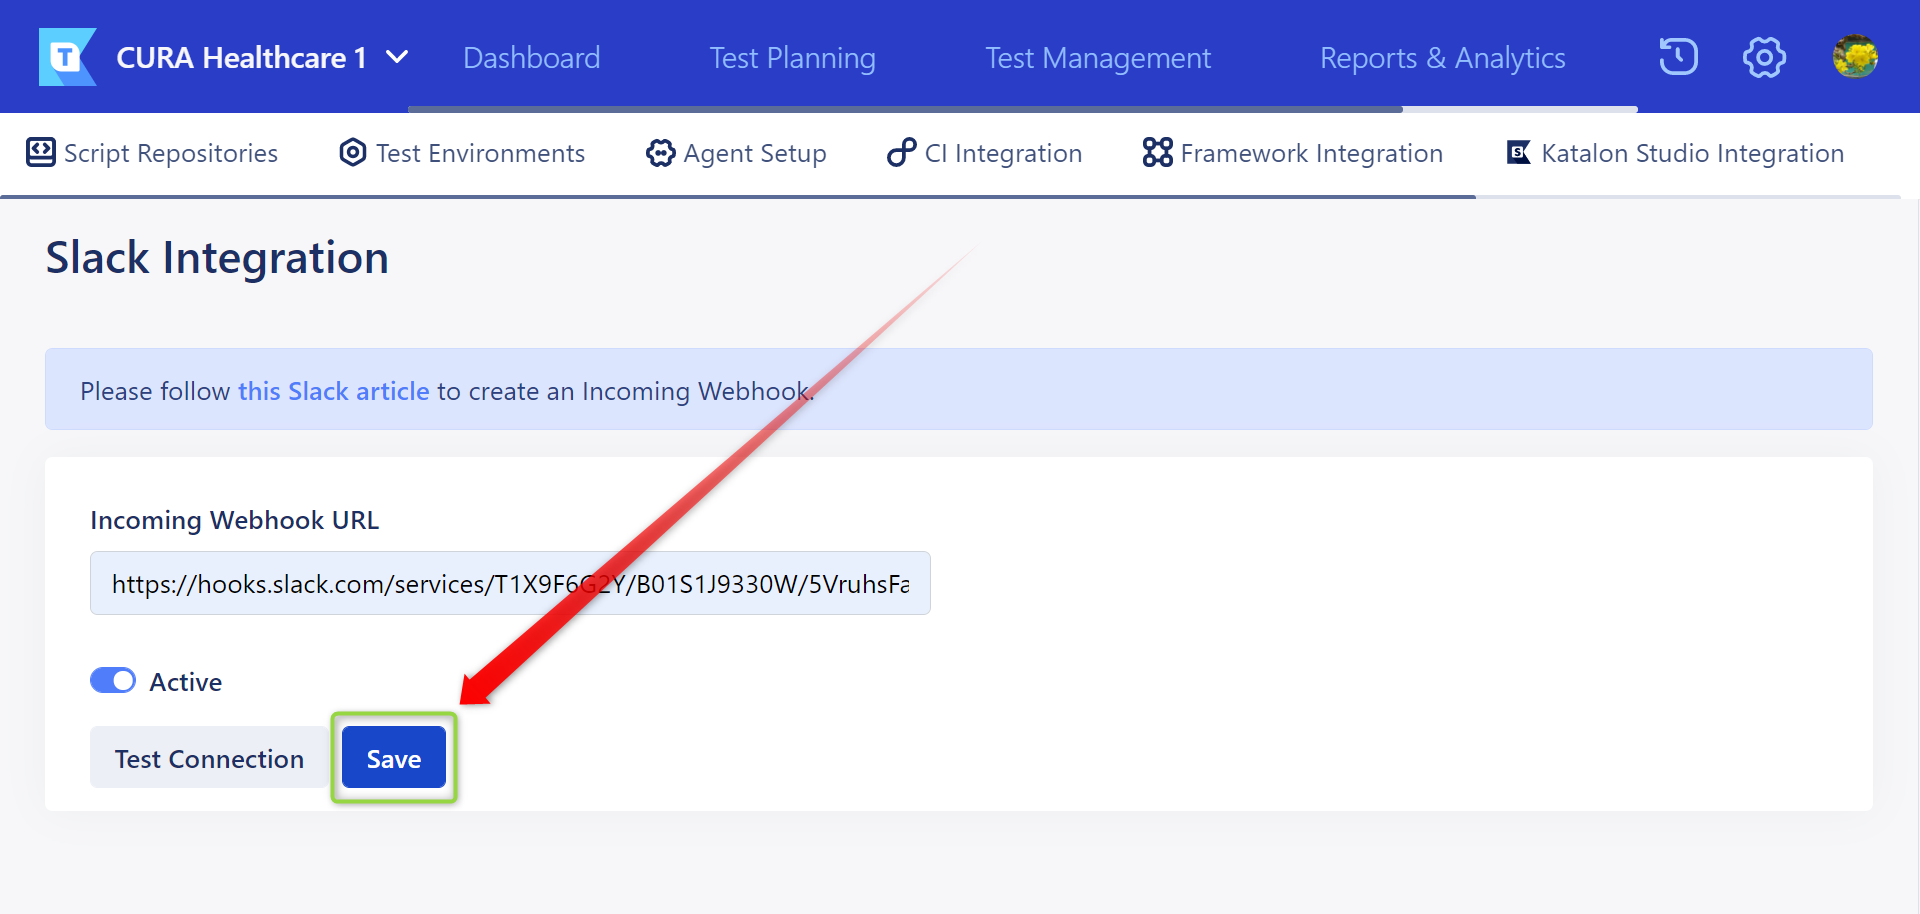 CURA Healthcare 1
Dashboard
Test Planning
Test Management
Reports & Analytics
Script Repositories
Test Environments
Agent Setup
CI Integration
Framework Integration
Katalon Studio Integration
Slack Integration
Please follow this Slack article to create an Incoming Webhook.
Incoming Webhook URL
https://hooks.slack.com/services/T1X9F6G2Y/B01S1J9330W/5VruhsFa
Active
Test Connection
Save